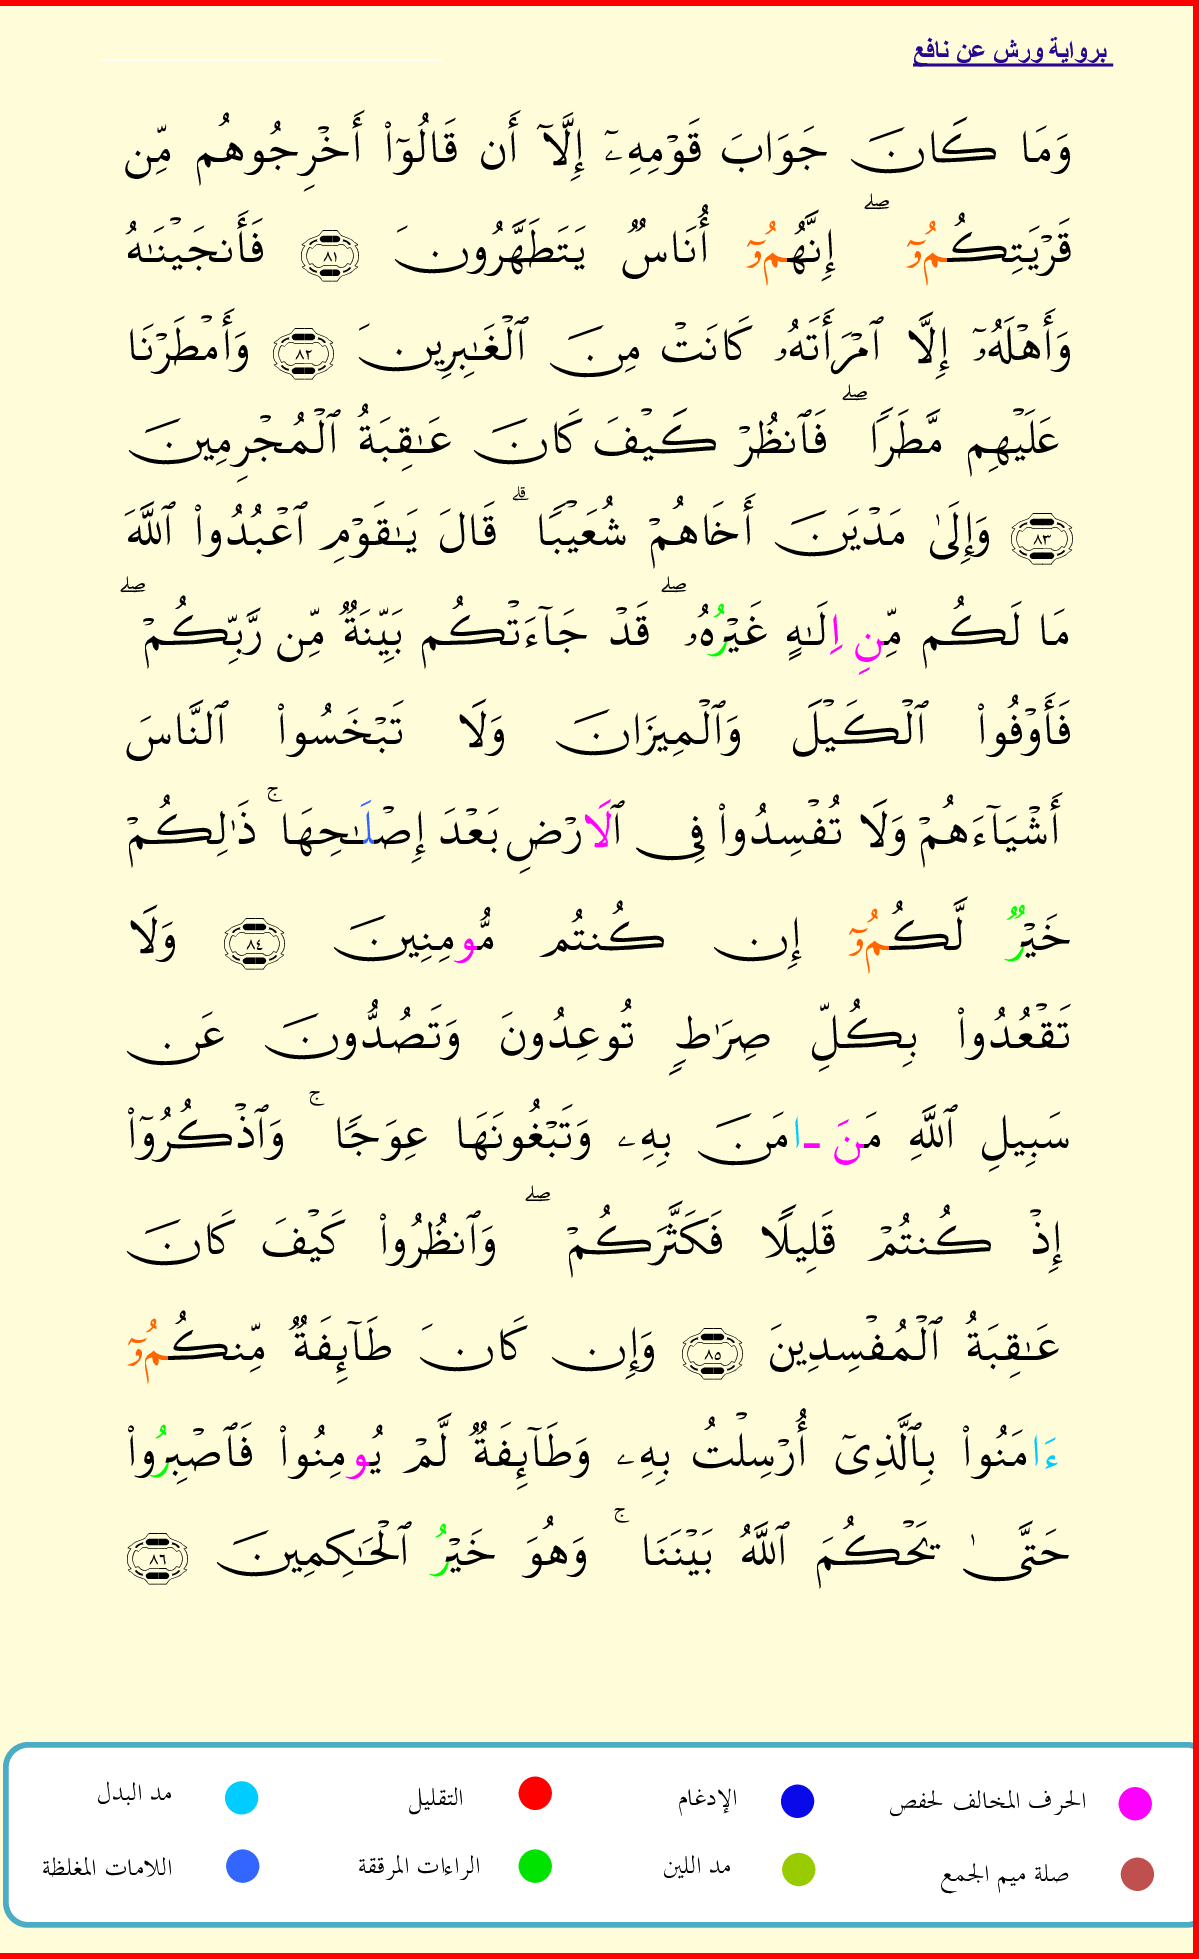 برواية ورش عن نافع
وَمَا كَانَ جَوَابَ قَوْمِهِۦٓ إِلَّآ أَن قَالُوٓاْ أَخْرِجُوهُم مِّن
قَرْيَتِكُمُۥٓ ۖ إِنَّهُمُۥٓ أُنَاسٞ يَتَطَهَّرُونَ ٨١ فَأَنجَيْنَٰهُ
وَأَهْلَهُۥٓ إِلَّا ٱمْرَأَتَهُۥ كَانَتْ مِنَ ٱلْغَٰبِرِينَ ٨٢ وَأَمْطَرْنَا
عَلَيْهِم مَّطَرٗا ۖ فَٱنظُرْ كَيْفَ كَانَ عَٰقِبَةُ ٱلْمُجْرِمِينَ
٨٣ وَإِلَىٰ مَدْيَنَ أَخَاهُمْ شُعَيْبٗا ۗ قَالَ يَٰقَوْمِ ٱعْبُدُواْ ٱللَّهَ
مَا لَكُم مِّنِ اِلَٰهٍ غَيْرُهُۥ ۖ قَدْ جَآءَتْكُم بَيِّنَةٞ مِّن رَّبِّكُمْ ۖ
فَأَوْفُواْ ٱلْكَيْلَ وَٱلْمِيزَانَ وَلَا تَبْخَسُواْ ٱلنَّاسَ
أَشْيَآءَهُمْ وَلَا تُفْسِدُواْ فِى ٱلَارْضِ بَعْدَ إِصْلَٰحِهَا ۚ ذَٰلِكُمْ
خَيْرٞ لَّكُمُۥٓ إِن كُنتُم مُّومِنِينَ ٨٤ وَلَا
تَقْعُدُواْ بِكُلِّ صِرَٰطٖ تُوعِدُونَ وَتَصُدُّونَ عَن
سَبِيلِ ٱللَّهِ مَنَ ـ امَنَ بِهِۦ وَتَبْغُونَهَا عِوَجٗا ۚ وَٱذْكُرُوٓاْ
إِذْ كُنتُمْ قَلِيلٗا فَكَثَّرَكُمْ ۖ وَٱنظُرُواْ كَيْفَ كَانَ
عَٰقِبَةُ ٱلْمُفْسِدِينَ ٨٥ وَإِن كَانَ طَآئِفَةٞ مِّنكُمُۥٓ
ءَامَنُواْ بِٱلَّذِىٓ أُرْسِلْتُ بِهِۦ وَطَآئِفَةٞ لَّمْ يُومِنُواْ فَٱصْبِرُواْ
حَتَّىٰ يَحْكُمَ ٱللَّهُ بَيْنَنَا ۚ وَهُوَ خَيْرُ ٱلْحَٰكِمِينَ ٨٦
الحرف المخالف لحفص الإدغام التقليل مد البدل
صلة ميم الجمع مد اللين الراءات المرققة اللامات المغلظة